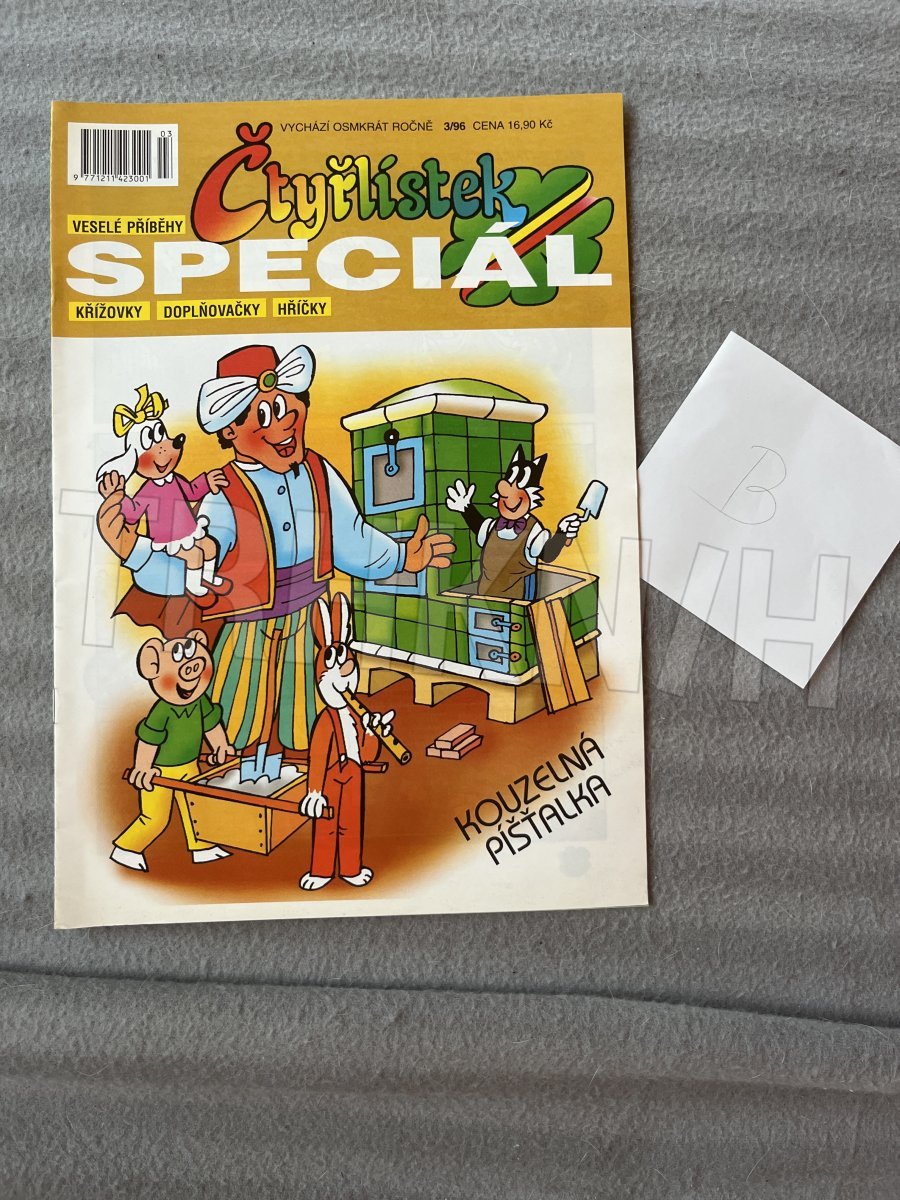 VYCHÁZÍ OSMKRÁT ROČNĚ 3/96 CENA 16,90 Kč
03
9 771211 423001
Čtyřlístek
VESELÉ PŘÍBĚHY
SPECIÁL
KŘÍŽOVKY DOPLŇOVAČKY HŘÍČKY
B
KOUZELNÁ
PÍŠŤALKA